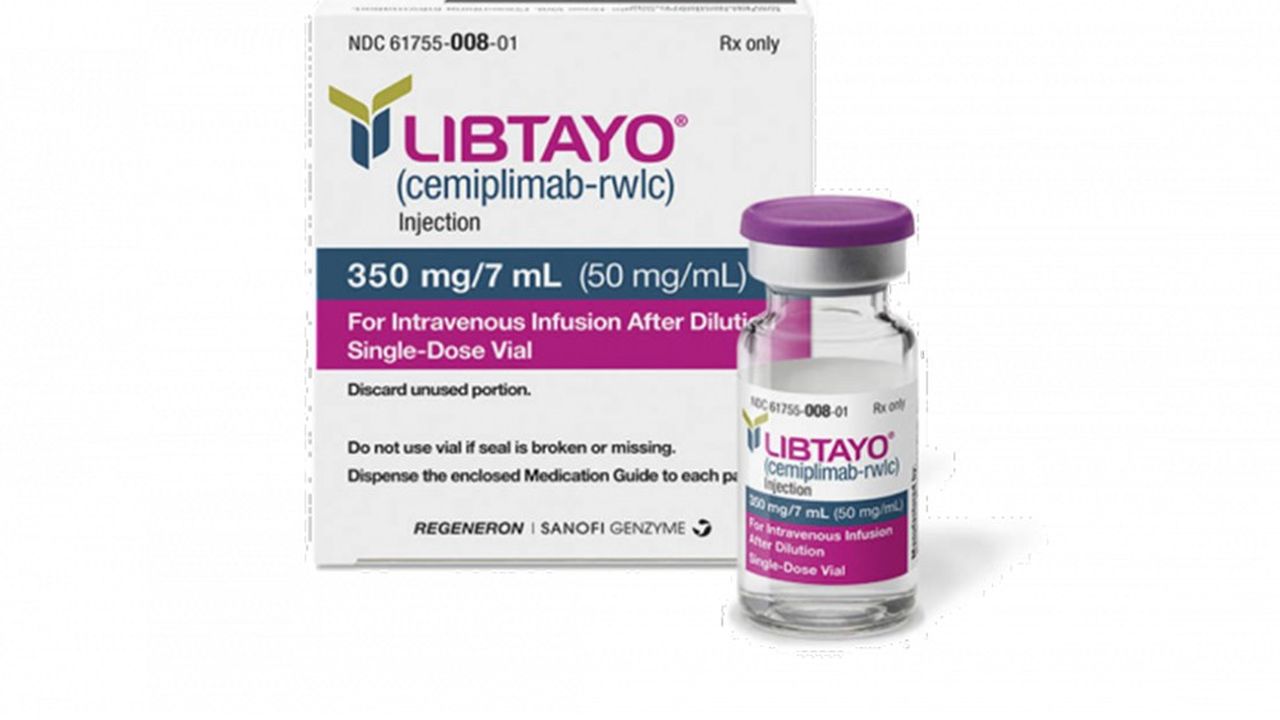 NDC 61755-008-01 Rx only
LIBTAYO®
(cemiplimab-rwlc)
Injection
350 mg/7 mL (50 mg/mL)
For Intravenous Infusion After
Single-Dose Vial
Discard unused portion.
Do not use vial if seal is broken or missing.
Dispense the enclosed Medication Guide to each
REGENERON | SANOFI GENZYME
NDC 61755-008-01 Rx only
LIBTAYO®
(cemiplimab-rwlc)
Injection
350 mg/7 mL (50 mg/mL)
For Intravenous Infusion
After Dilution
Single-Dose Vial